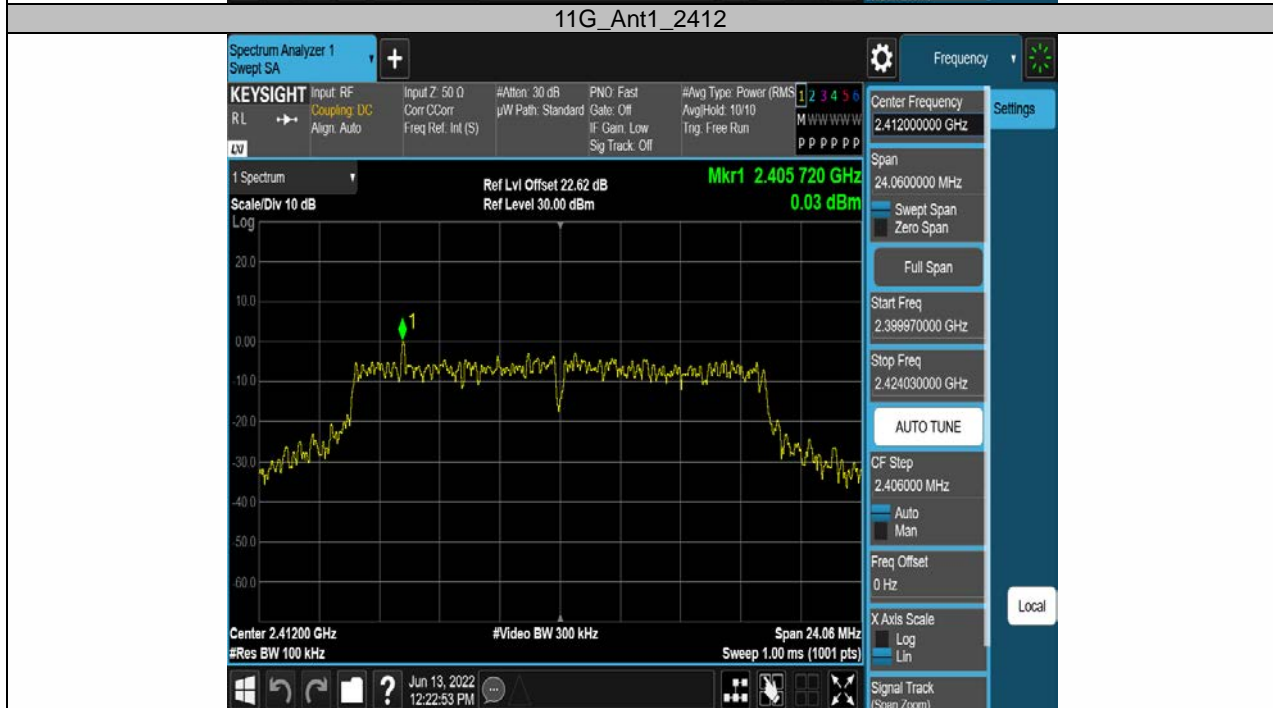 11G_Ant1_2412
Spectrum Analyzer 1
Swept SA
+
Frequency
KEYSIGHT
RL
Input: RF
Coupling: DC
Align: Auto
Input Z: 50 Ω
Corr CCorr
Freq Ref: Int (S)
#Atten: 30 dB
µW Path: Standard
PNO: Fast
Gate: Off
IF Gain: Low
Sig Track: Off
#Avg Type: Power (RMS
Avg|Hold: 10/10
Trig: Free Run
1 2 3 4 5 6
M W W W W W
P P P P P P
1 Spectrum
Scale/Div 10 dB
Log
Ref Lvl Offset 22.62 dB
Ref Level 30.00 dBm
Mkr1 2.405 720 GHz
0.03 dBm
20.0
10.0
0.00
-10.0
-20.0
-30.0
-40.0
-50.0
-60.0
1
Center 2.41200 GHz
#Res BW 100 kHz
#Video BW 300 kHz
Span 24.06 MHz
Sweep 1.00 ms (1001 pts)
Center Frequency
2.412000000 GHz
Settings
Span
24.0600000 MHz
Swept Span
Zero Span
Full Span
Start Freq
2.399970000 GHz
Stop Freq
2.424030000 GHz
AUTO TUNE
CF Step
2.406000 MHz
Auto
Man
Freq Offset
0 Hz
X Axis Scale
Log
Lin
Local
Signal Track
(Span Zoom)
?
Jun 13, 2022
12:22:53 PM